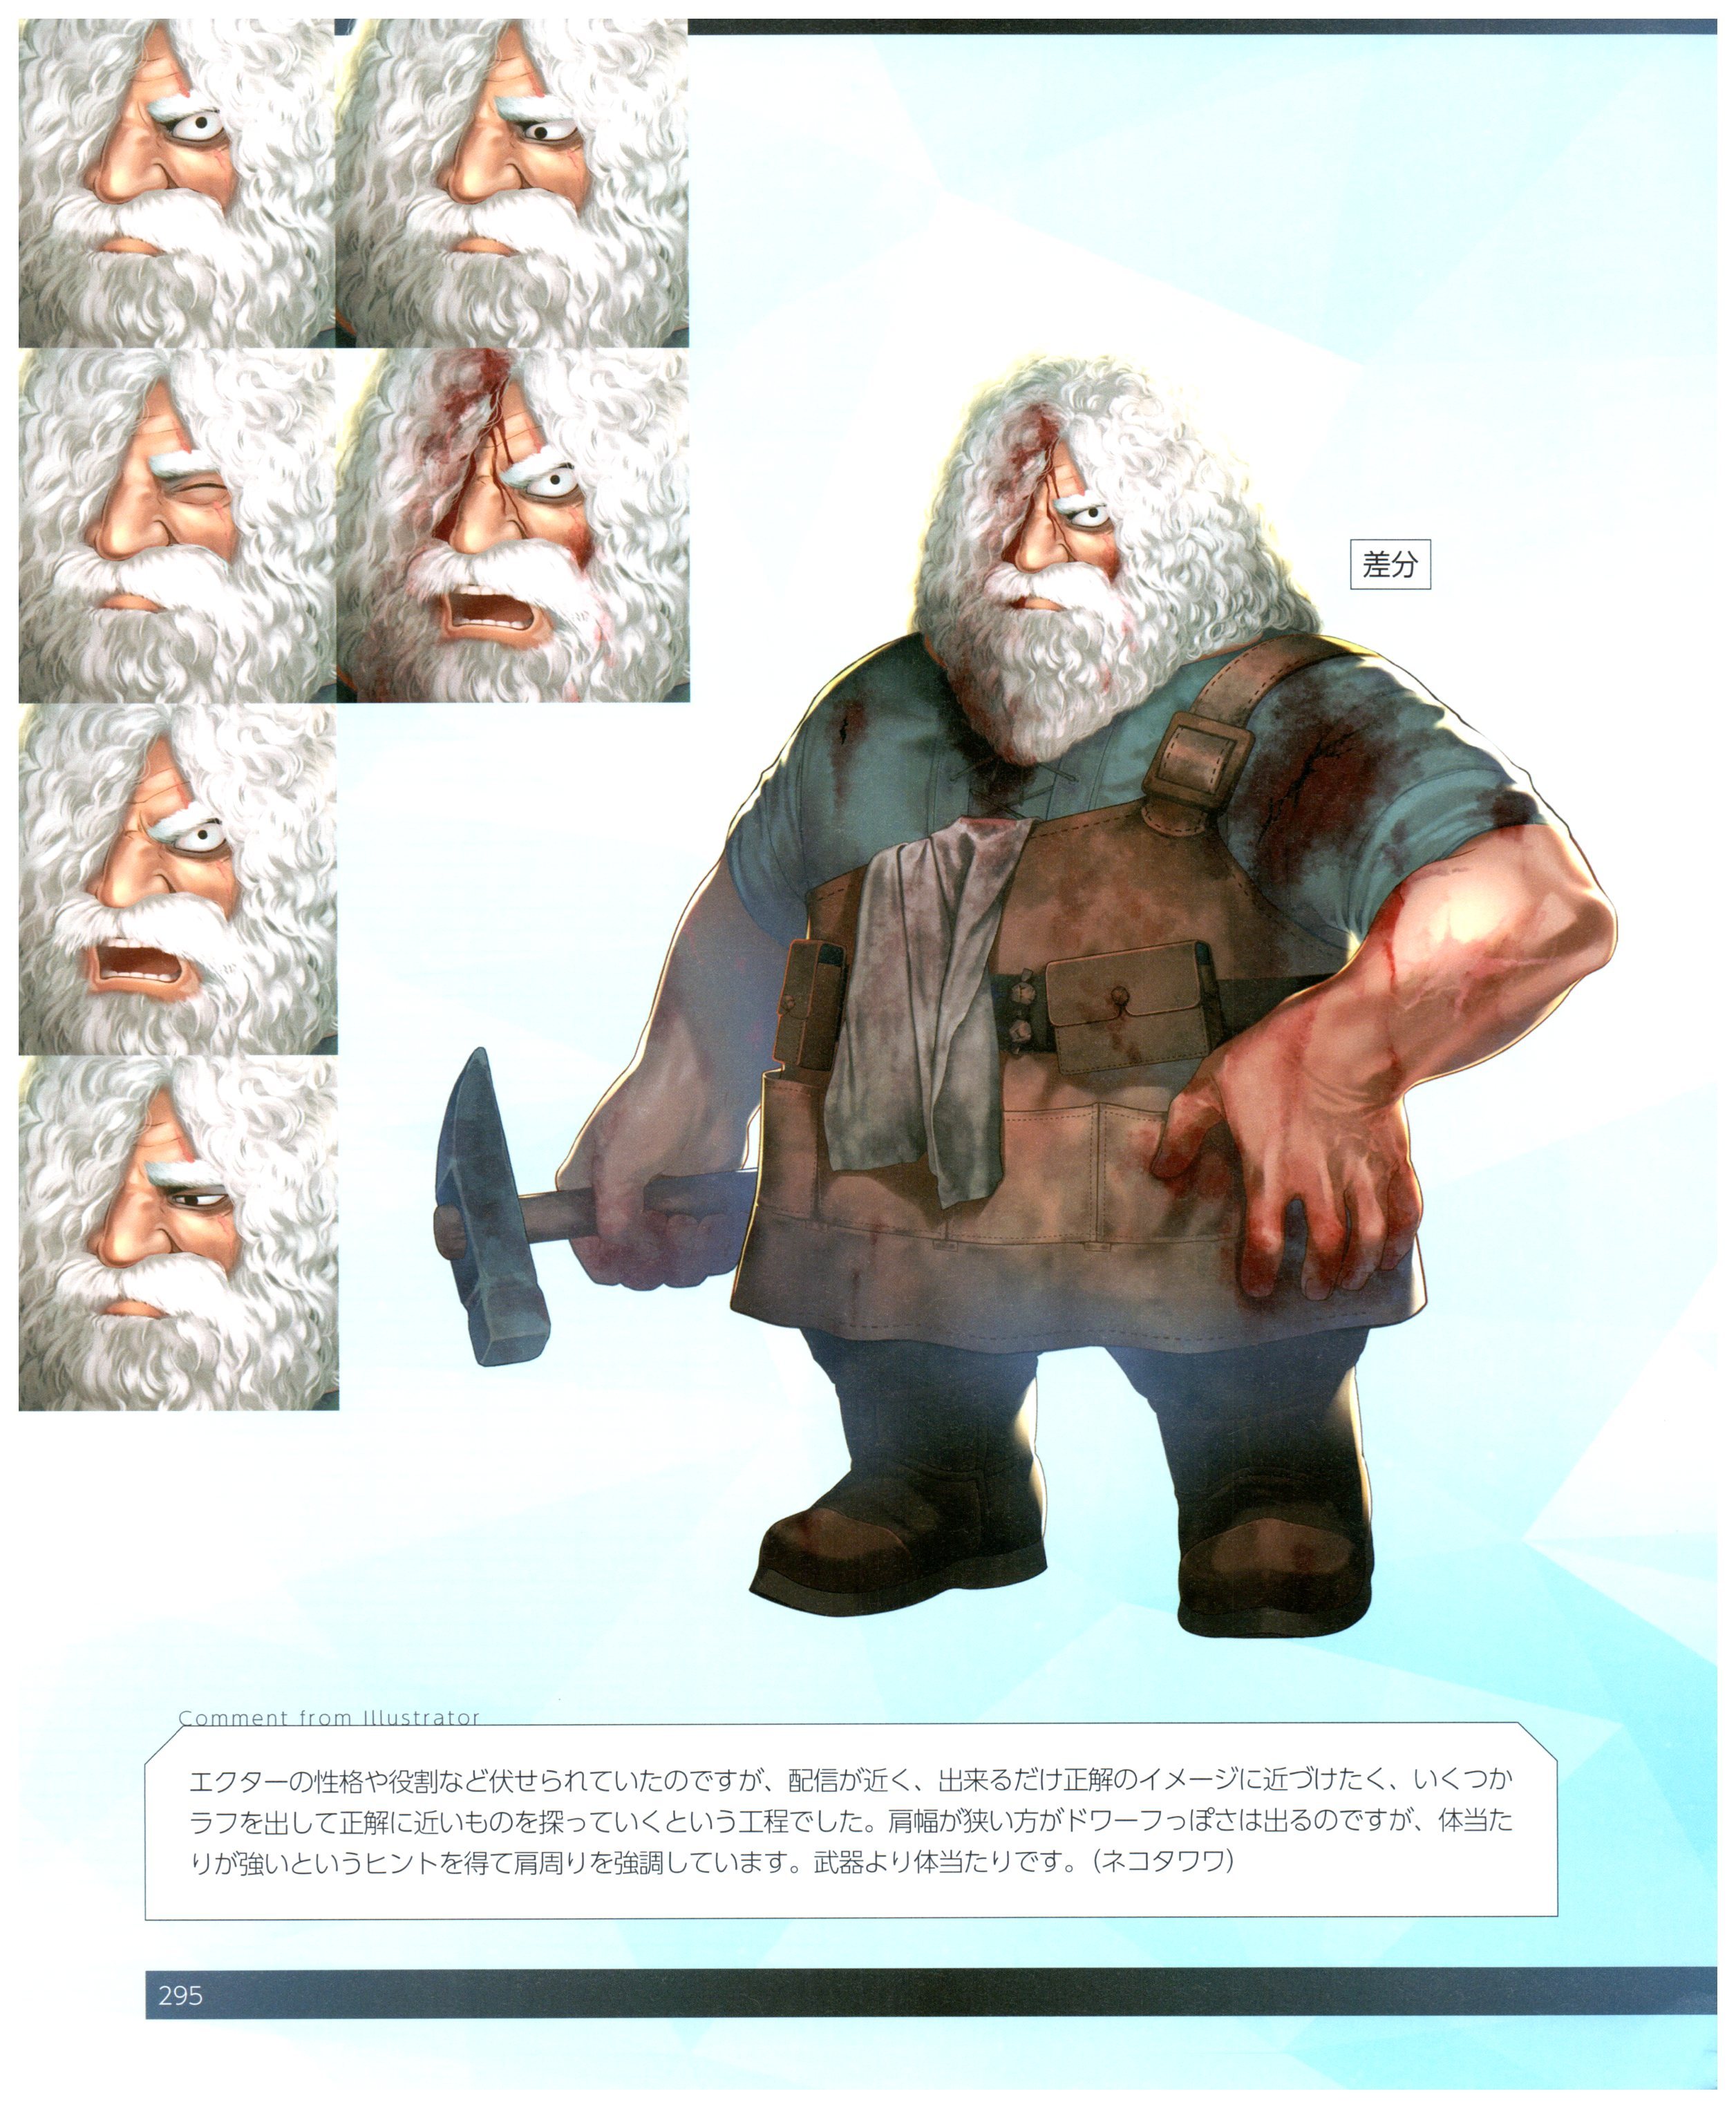 差分
Comment from Illustrator
エクターの性格や役割など伏せられていたのですが、配信が近く、出来るだけ正解のイメージに近づけたく、いくつか
ラフを出して正解に近いものを探っていくという工程でした。肩幅が狭い方がドワーフっぽさは出るのですが、体当た
りが強いというヒントを得て肩周りを強調しています。武器より体当たりです。（ネコタワワ）
295